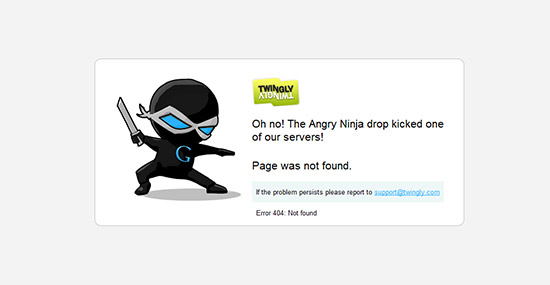 TWINGLY
Oh no! The Angry Ninja drop kicked one
of our servers!
Page was not found.
If the problem persists please report to support@twingly.com
Error 404: Not found
G